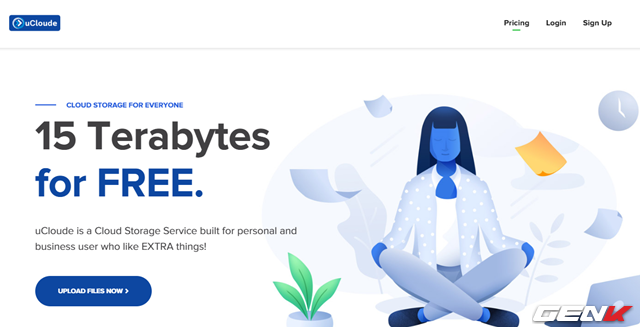 uCloude
Pricing Login Sign Up
CLOUD STORAGE FOR EVERYONE
15 Terabytes
for FREE.
uCloude is a Cloud Storage Service built for personal and
business user who like EXTRA things!
UPLOAD FILES NOW >
GENK